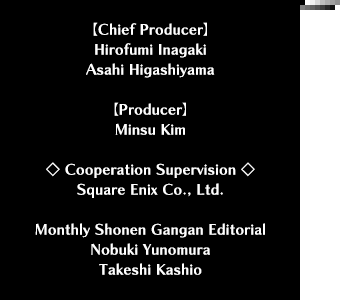 【Chief Producer】
Hirofumi Inagaki
Asahi Higashiyama
【Producer】
Minsu Kim
◇ Cooperation Supervision ◇
Square Enix Co., Ltd.
Monthly Shonen Gangan Editorial
Nobuki Yunomura
Takeshi Kashio